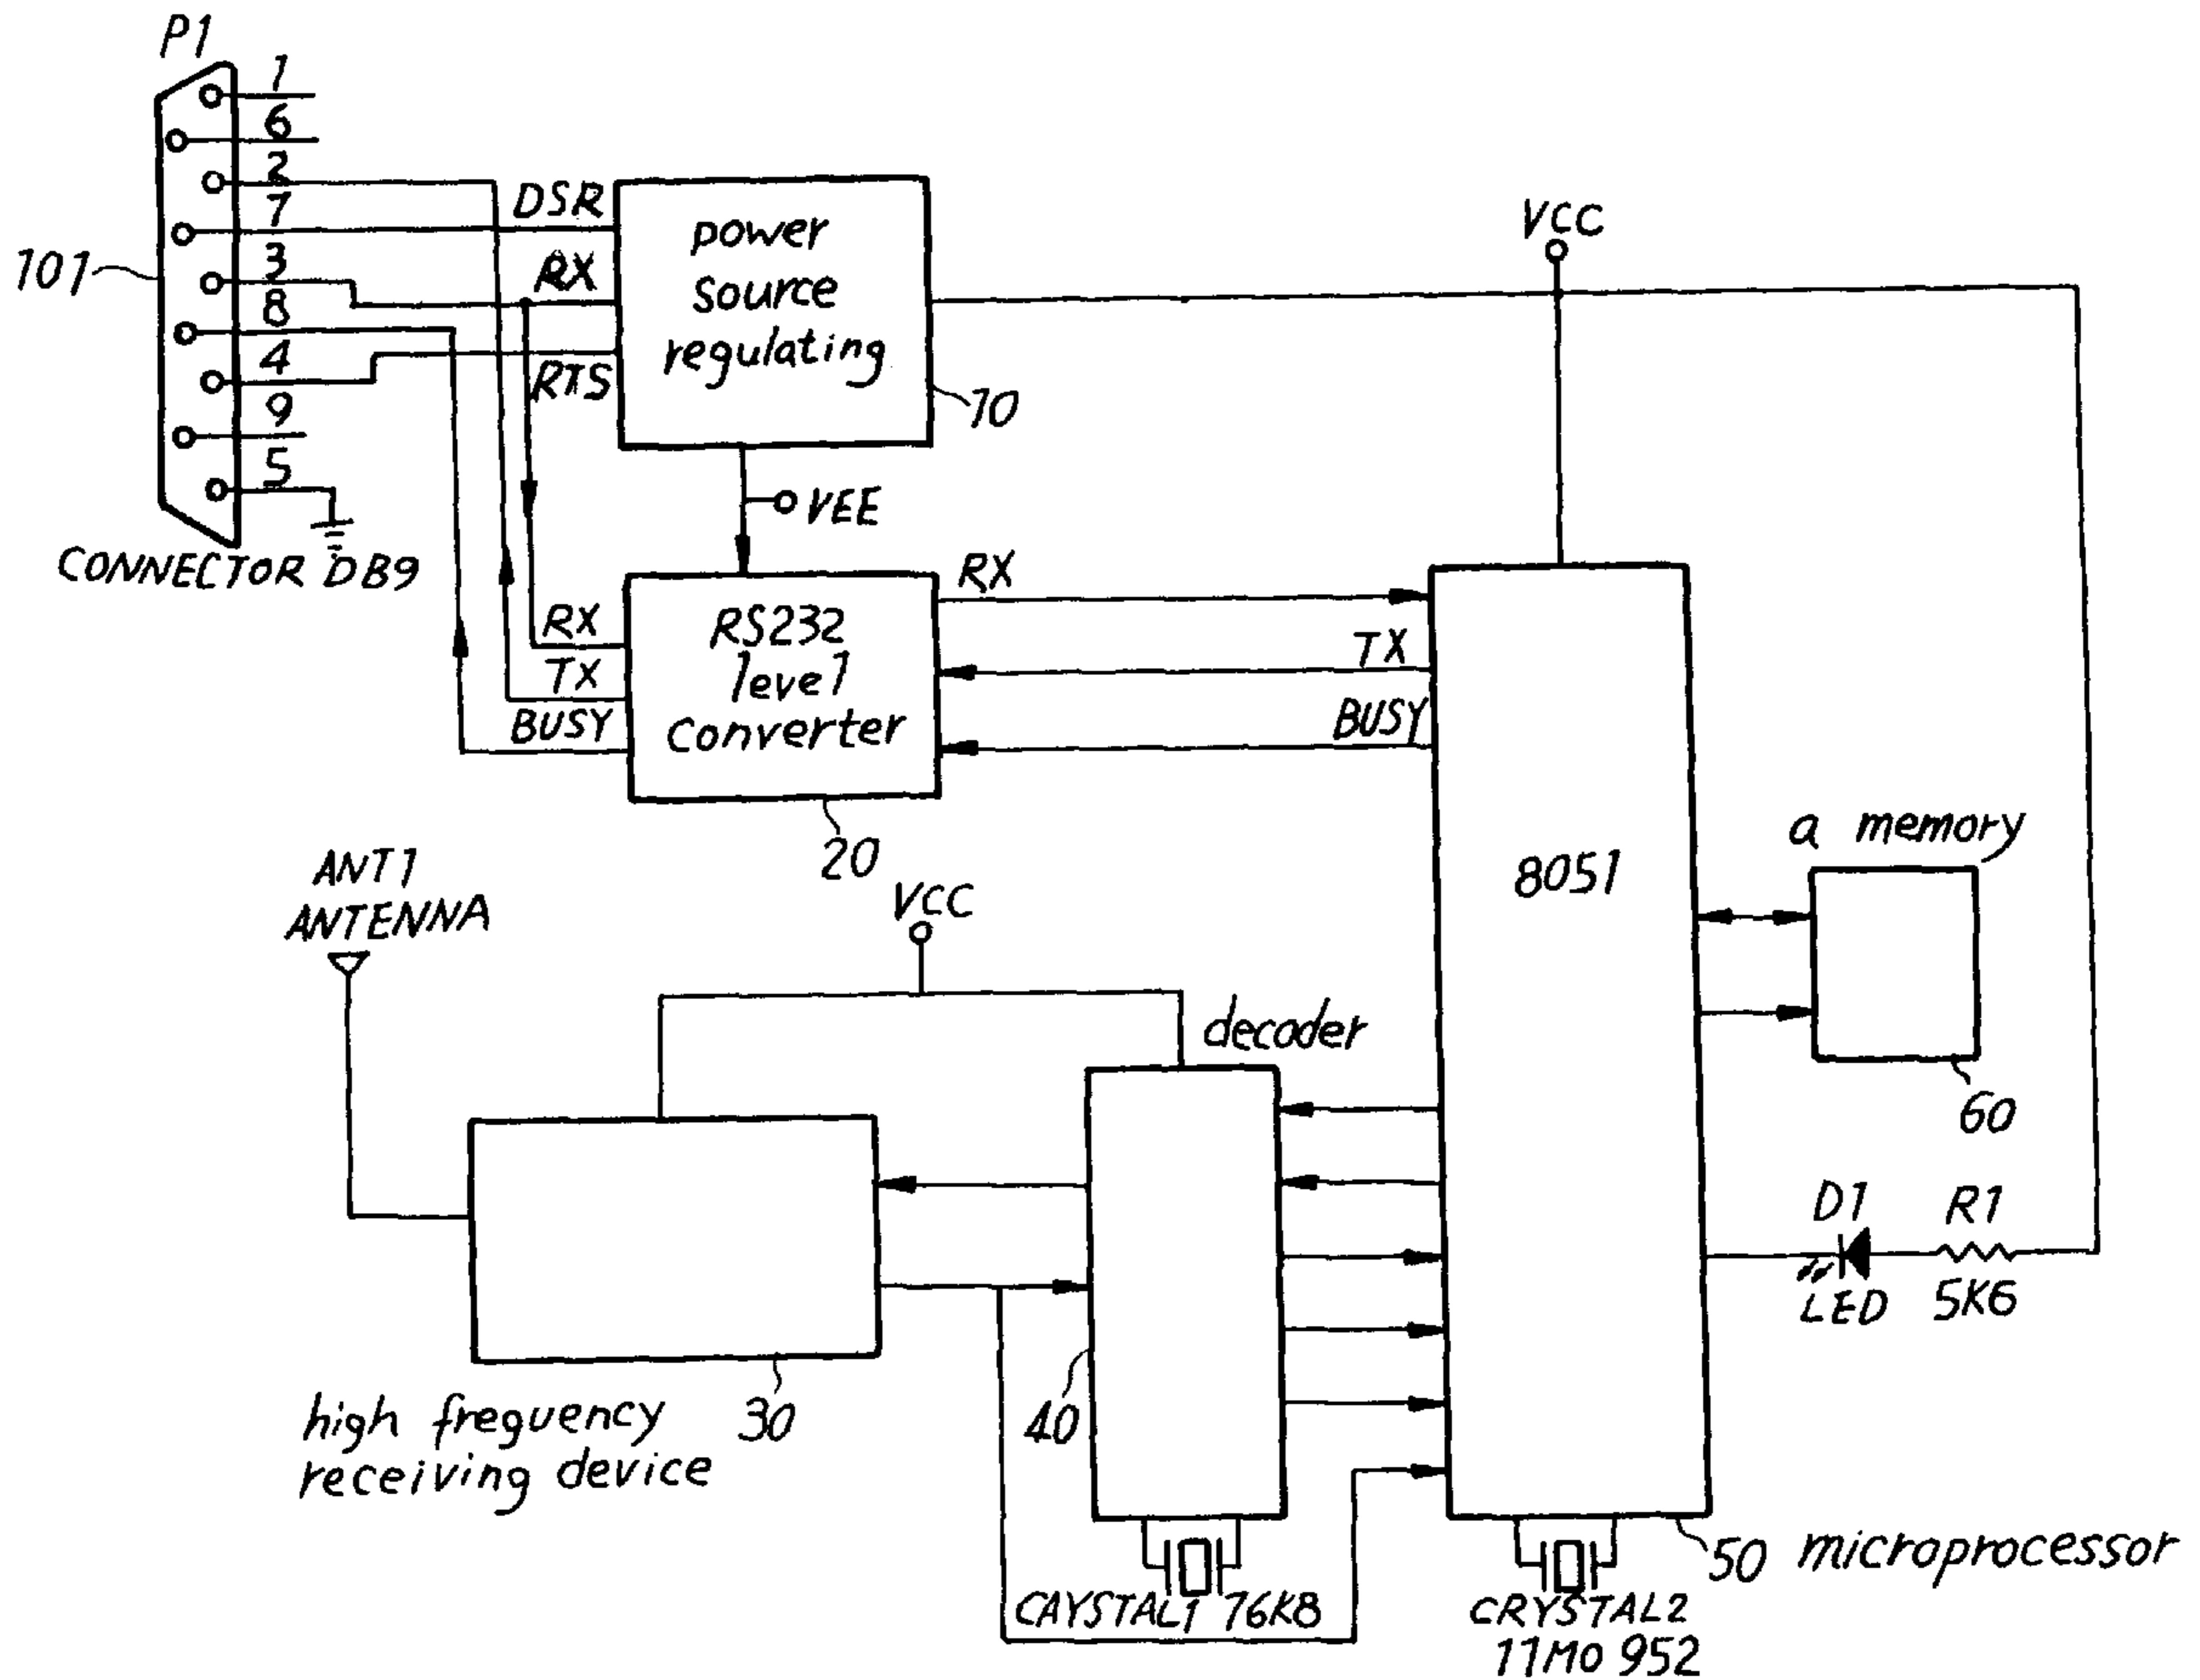 P1
1
6
2
7
3
8
4
9
5
101
CONNECTOR DB9
DSR
RX
RTS
power
source
regulating
10
VEE
VCC
RX
TX
BUSY
RS232
level
converter
20
RX
TX
BUSY
8051
a memory
60
ANT1
ANTENNA
VCC
decoder
high frequency
receiving device
30
40
D1
LED
R1
5K6
CAYSTAL1 76K8
CRYSTAL2
11M0 952
50 microprocessor